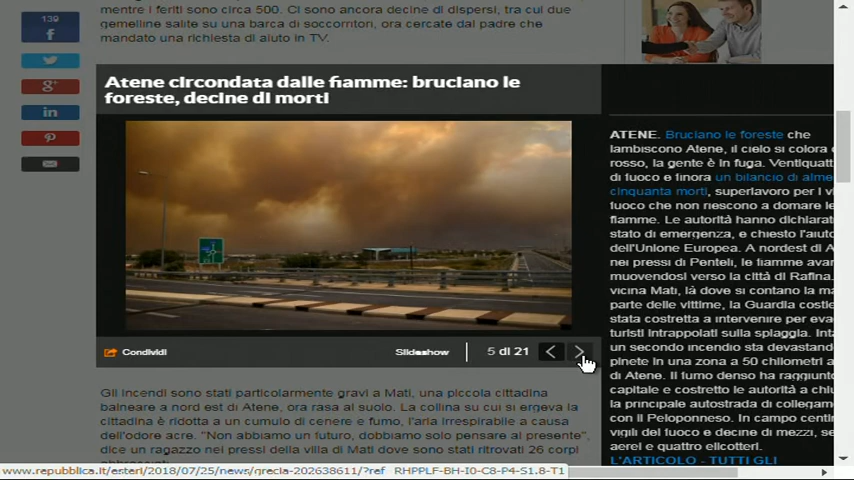 mentre i feriti sono circa 500. Ci sono ancora decine di dispersi, tra cui due
gemelline salite su una barca di soccorritori, ora cercate dal padre che
mandato una richiesta di aiuto in TV.
139
Atene circondata dalle fiamme: bruciano le
foreste, decine di morti
Condividi
Slideshow
5 di 21
ATENE. Bruciano le foreste che
lambiscono Atene, il cielo si colora
rosso, la gente è in fuga. Ventiquatt
di fuoco e finora un bilancio di alme
cinquanta morti, superlavoro per i vi
fuoco che non riescono a domare le
fiamme. Le autorità hanno dichiarat
stato di emergenza, e chiesto l'aiuto
dell'Unione Europea. A nordest di A
nei pressi di Penteli, le fiamme avan
muovendosi verso la città di Rafina.
vicina Mati, là dove si contano la ma
parte delle vittime, la Guardia costie
stata costretta a intervenire per eva
turisti intrappolati sulla spiaggia. Inta
un secondo incendio sta devastand
pinete in una zona a 50 chilometri a
di Atene. Il fumo denso ha raggiunto
capitale e costretto le autorità a chiu
la principale autostrada di collegam
con il Peloponneso. In campo centin
vigili del fuoco e decine di mezzi, se
aerei e quattro elicotteri.
L'ARTICOLO - TUTTI GLI
Gli incendi sono stati particolarmente gravi a Mati, una piccola cittadina
balneare a nord est di Atene, ora rasa al suolo. La collina su cui si ergeva la
cittadina è ridotta a un cumulo di cenere e fumo, l'aria irrespirabile a causa
dell'odore acre. "Non abbiamo un futuro, dobbiamo solo pensare al presente",
dice un ragazzo nei pressi della villa di Mati dove sono stati ritrovati 26 corpi
www.repubblica.it/esteri/2018/07/25/news/grecia-202638611/?ref RHPPLF-BH-I0-C8-P4-S1.8-T1